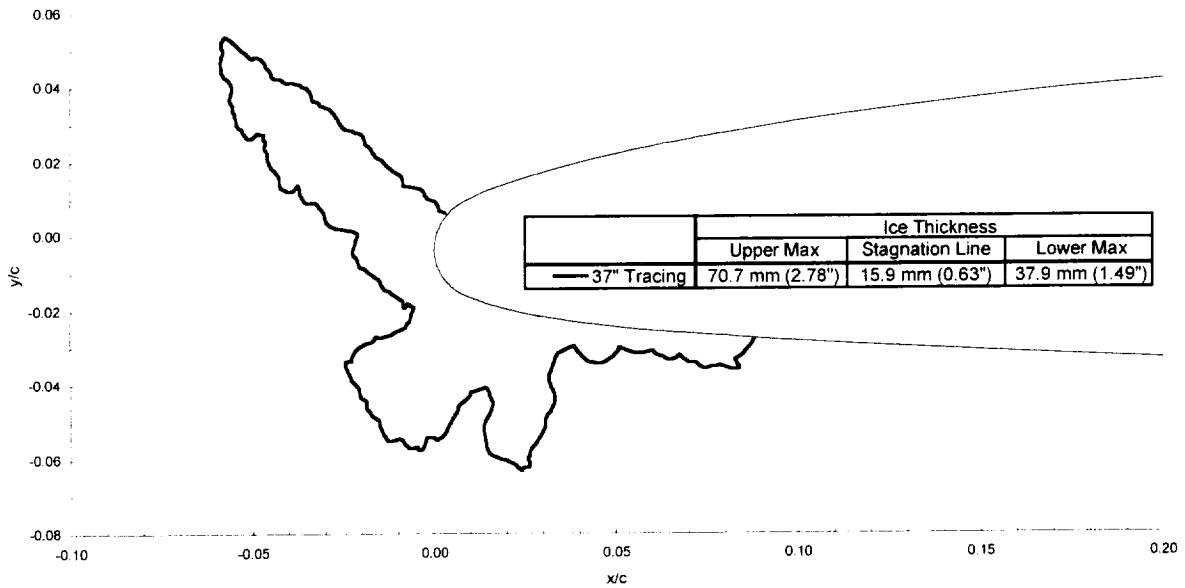 0.06
0.04
0.02
0.00
-0.02
-0.04
-0.06
-0.08
y/c
Ice Thickness
Upper Max Stagnation Line Lower Max
37" Tracing 70.7 mm (2.78") 15.9 mm (0.63") 37.9 mm (1.49")
-0.10 -0.05 0.00 0.05 0.10 0.15 0.20
x/c